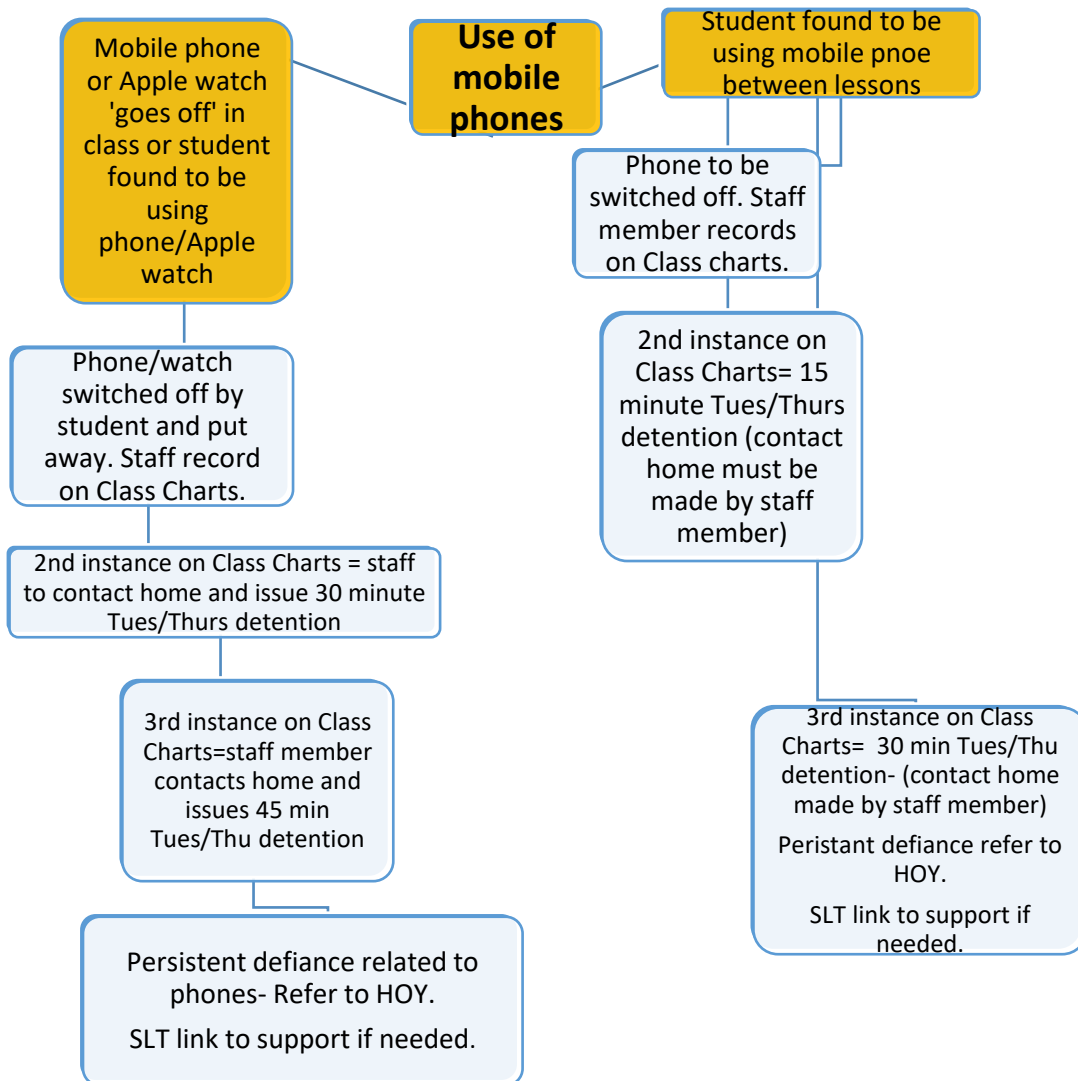 Use of
mobile
phones
Mobile phone
or Apple watch
'goes off' in
class or student
found to be
using
phone/Apple
watch
Phone/watch
switched off by
student and put
away. Staff record
on Class Charts.
2nd instance on Class Charts = staff
to contact home and issue 30 minute
Tues/Thurs detention
3rd instance on Class
Charts=staff member
contacts home and
issues 45 min
Tues/Thu detention
Persistent defiance related to
phones- Refer to HOY.
SLT link to support if needed.
Student found to be
using mobile pnoe
between lessons
Phone to be
switched off. Staff
member records
on Class charts.
2nd instance on
Class Charts= 15
minute Tues/Thurs
detention (contact
home must be
made by staff
member)
3rd instance on Class
Charts=  30 min Tues/Thu
detention- (contact home
made by staff member)
Peristant defiance refer to
HOY.
SLT link to support if
needed.